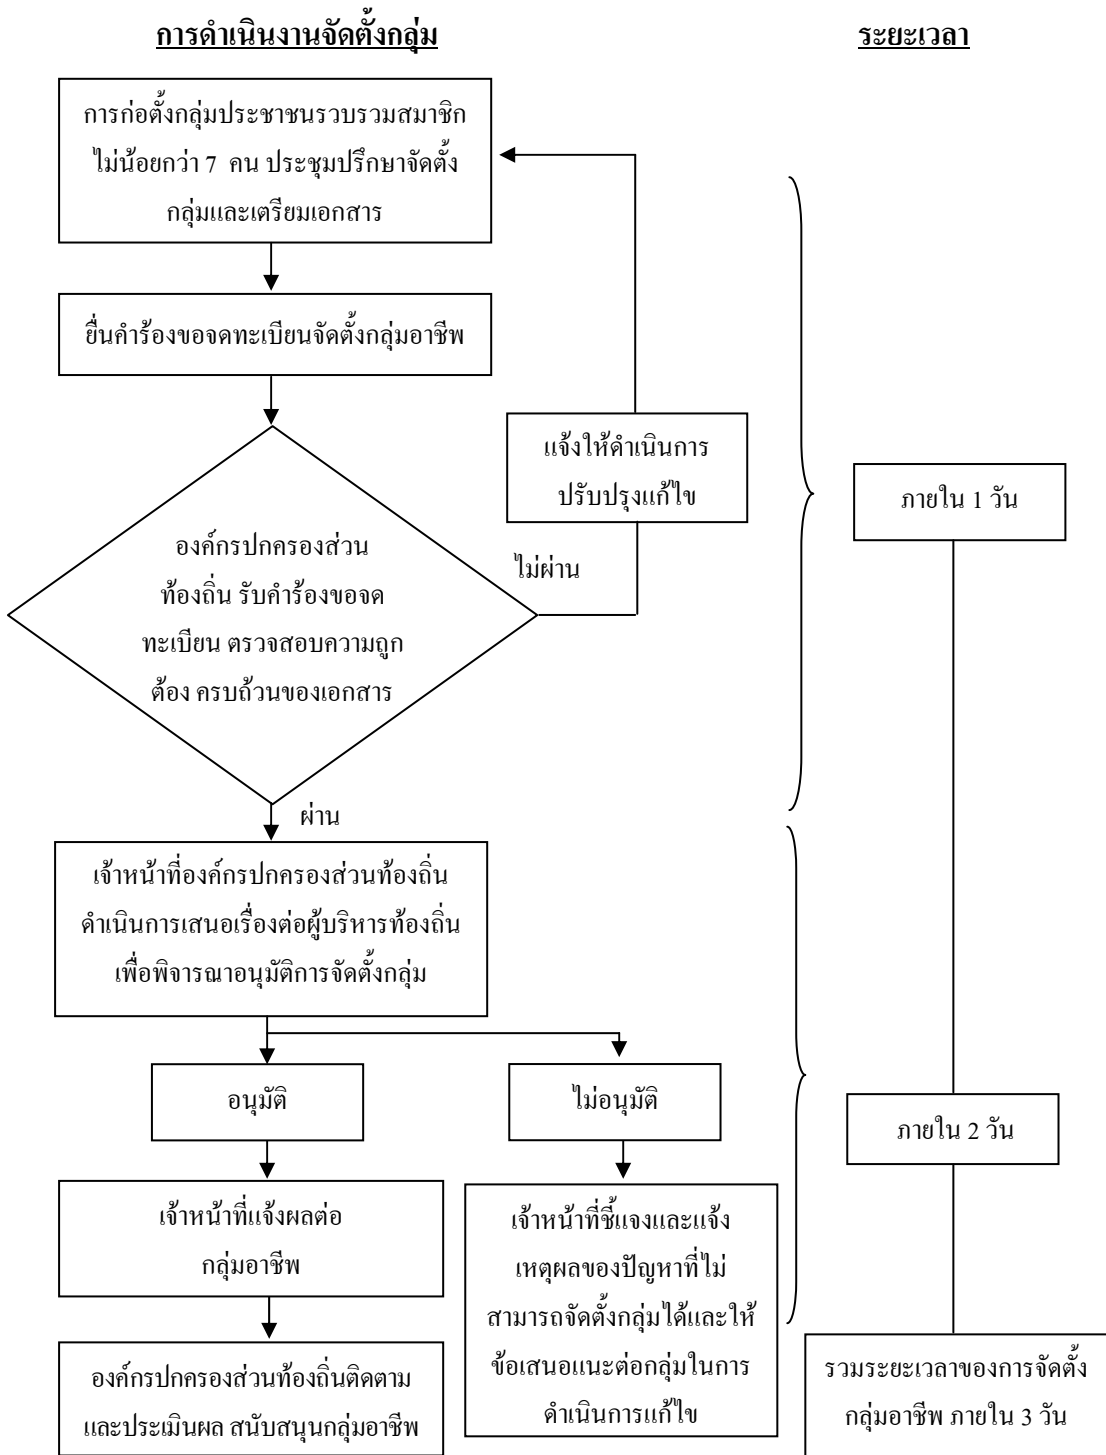 การดำเนินงานจัดตั้งกลุ่ม
ระยะเวลา
การก่อตั้งกลุ่มประชาชนรวบรวมสมาชิก
ไม่น้อยกว่า 7 คน ประชุมปรึกษาจัดตั้ง
กลุ่มและเตรียมเอกสาร
ยื่นคำร้องขอจดทะเบียนจัดตั้งกลุ่มอาชีพ
แจ้งให้ดำเนินการ
ปรับปรุงแก้ไข
ภายใน 1 วัน
องค์กรปกครองส่วน
ท้องถิ่น รับคำร้องขอจด
ทะเบียน ตรวจสอบความถูก
ต้อง ครบถ้วนของเอกสาร
ไม่ผ่าน
ผ่าน
เจ้าหน้าที่องค์กรปกครองส่วนท้องถิ่น
ดำเนินการเสนอเรื่องต่อผู้บริหารท้องถิ่น
เพื่อพิจารณาอนุมัติการจัดตั้งกลุ่ม
อนุมัติ
ไม่อนุมัติ
ภายใน 2 วัน
เจ้าหน้าที่แจ้งผลต่อ
กลุ่มอาชีพ
เจ้าหน้าที่ชี้แจงและแจ้ง
เหตุผลของปัญหาที่ไม่
สามารถจัดตั้งกลุ่มได้และให้
ข้อเสนอแนะต่อกลุ่มในการ
ดำเนินการแก้ไข
องค์กรปกครองส่วนท้องถิ่นติดตาม
และประเมินผล สนับสนุนกลุ่มอาชีพ
รวมระยะเวลาของการจัดตั้ง
กลุ่มอาชีพ ภายใน 3 วัน